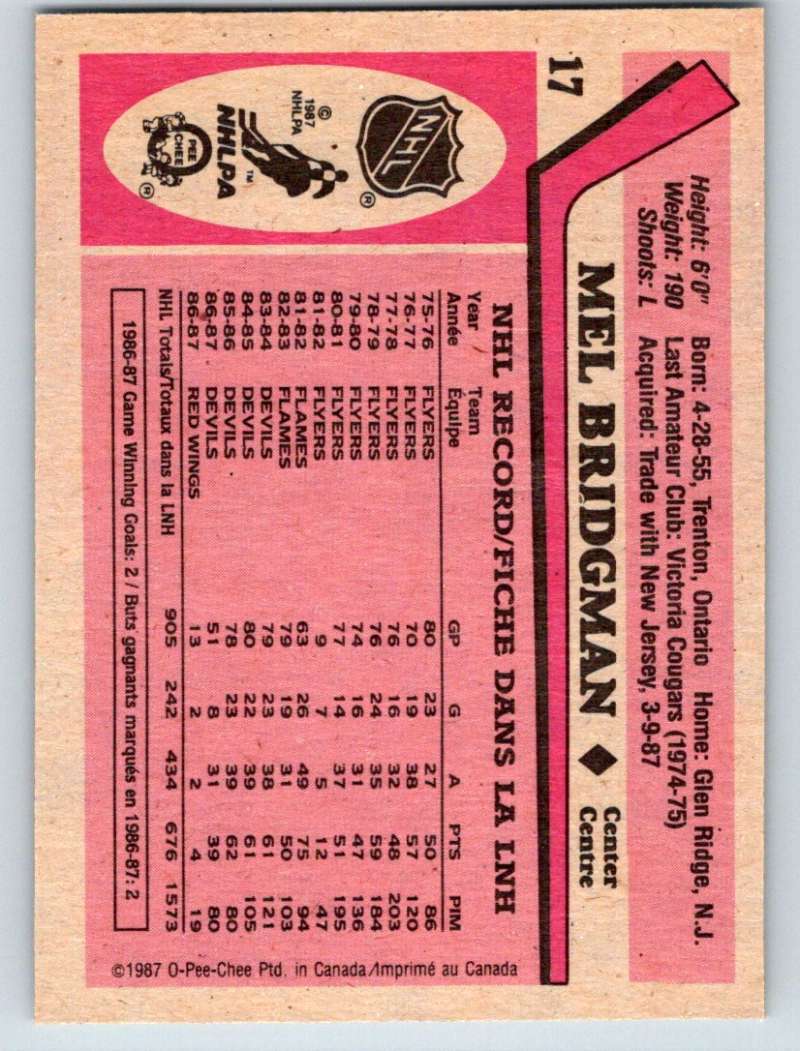 17
MEL BRIDGMAN ◆ Center
Centre
Height: 6'0" Born: 4-28-55, Trenton, Ontario Home: Glen Ridge, N.J.
Weight: 190 Last Amateur Club: Victoria Cougars (1974-75)
Shoots: L Acquired: Trade with New Jersey, 3-9-87
NHL
®
© 1987
NHLPA
NHLPA
™
O
PEE
CHEE
®
NHL RECORD/FICHE DANS LA LNH
Year Team
Année Équipe GP G A PTS PIM
75-76 FLYERS 80 23 27 50 86
76-77 FLYERS 70 19 38 57 120
77-78 FLYERS 76 16 32 48 203
78-79 FLYERS 76 24 35 59 184
79-80 FLYERS 74 16 31 47 136
80-81 FLYERS 77 14 37 51 195
81-82 FLYERS 9 7 5 12 47
81-82 FLAMES 63 26 49 75 94
82-83 FLAMES 79 19 31 50 103
83-84 DEVILS 79 23 38 61 121
84-85 DEVILS 80 22 39 61 105
85-86 DEVILS 78 23 39 62 80
86-87 DEVILS 51 8 31 39 80
86-87 RED WINGS 13 2 2 4 19
NHL Totals/Totaux dans la LNH 905 242 434 676 1573
1986-87 Game Winning Goals: 2 / Buts gagnants marqués en 1986-87: 2
©1987 O-Pee-Chee Ptd. in Canada/Imprimé au Canada